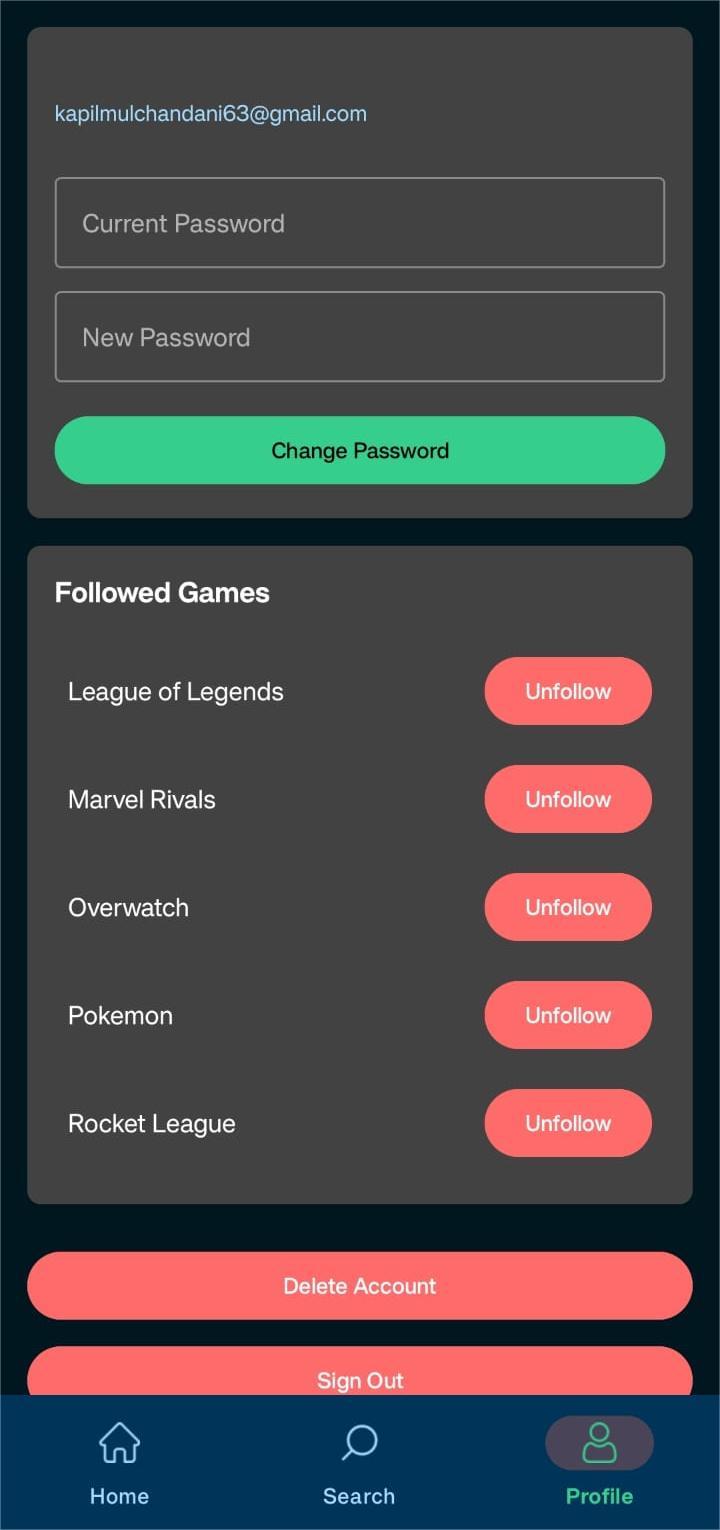 kapilmulchandani63@gmail.com
Current Password
New Password
Change Password
Followed Games
League of Legends Unfollow
Marvel Rivals Unfollow
Overwatch Unfollow
Pokemon Unfollow
Rocket League Unfollow
Delete Account
Sign Out
Home Search Profile